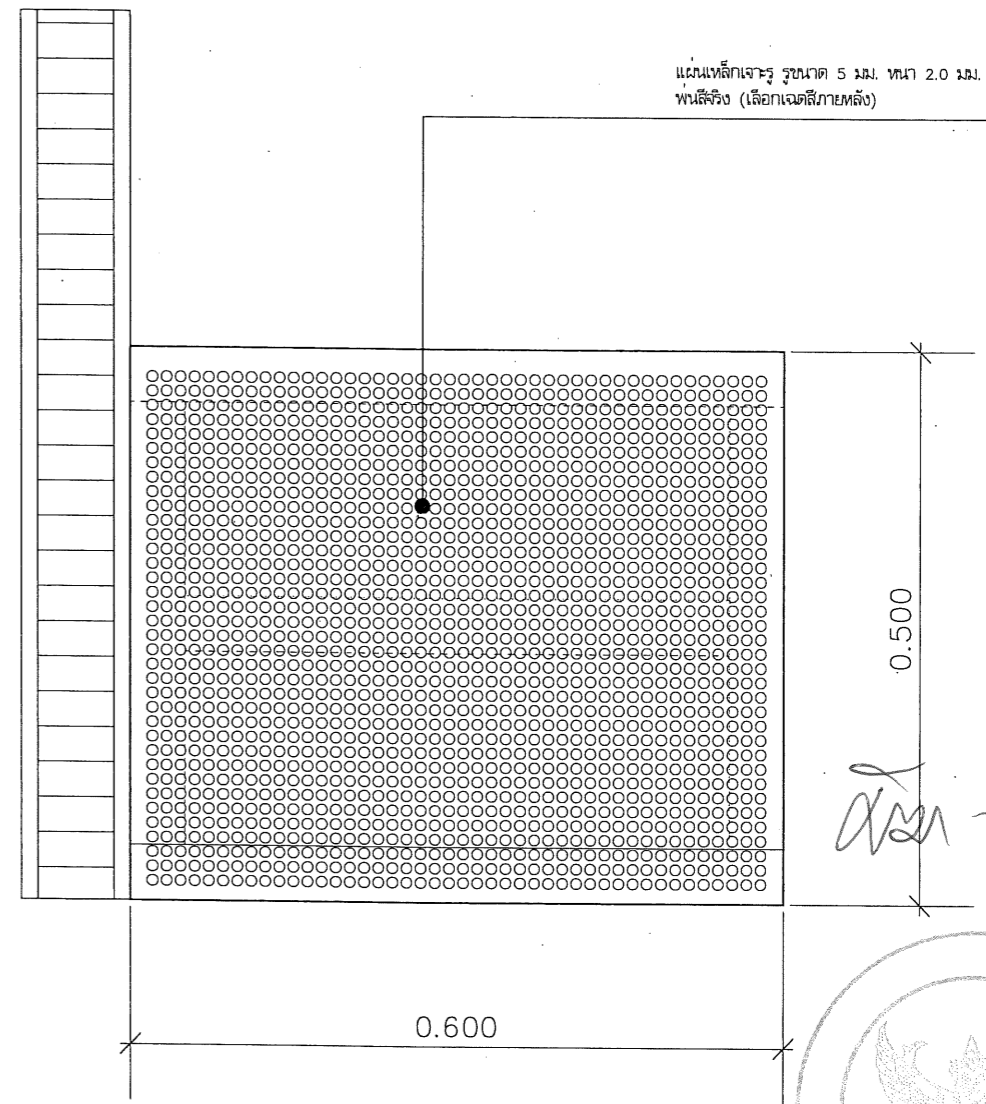 แผ่นเหล็กเจาะรู รูขนาด 5 มม. หนา 2.0 มม.
พ่นสีจริง (เลือกเฉดสีภายหลัง)
0.500
0.600